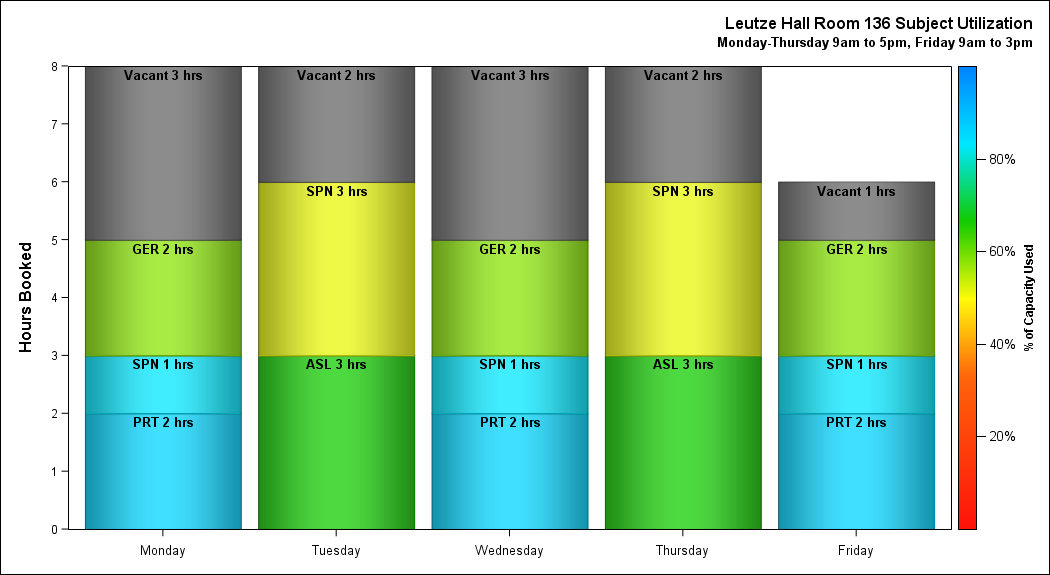 Leutze Hall Room 136 Subject Utilization
Monday-Thursday 9am to 5pm, Friday 9am to 3pm
Hours Booked
8
7
6
5
4
3
2
1
0
Vacant 3 hrs
GER 2 hrs
SPN 1 hrs
PRT 2 hrs
Monday
Vacant 2 hrs
SPN 3 hrs
ASL 3 hrs
Tuesday
Vacant 3 hrs
GER 2 hrs
SPN 1 hrs
PRT 2 hrs
Wednesday
Vacant 2 hrs
SPN 3 hrs
ASL 3 hrs
Thursday
Vacant 1 hrs
GER 2 hrs
SPN 1 hrs
PRT 2 hrs
Friday
80%
60%
40%
20%
% of Capacity Used